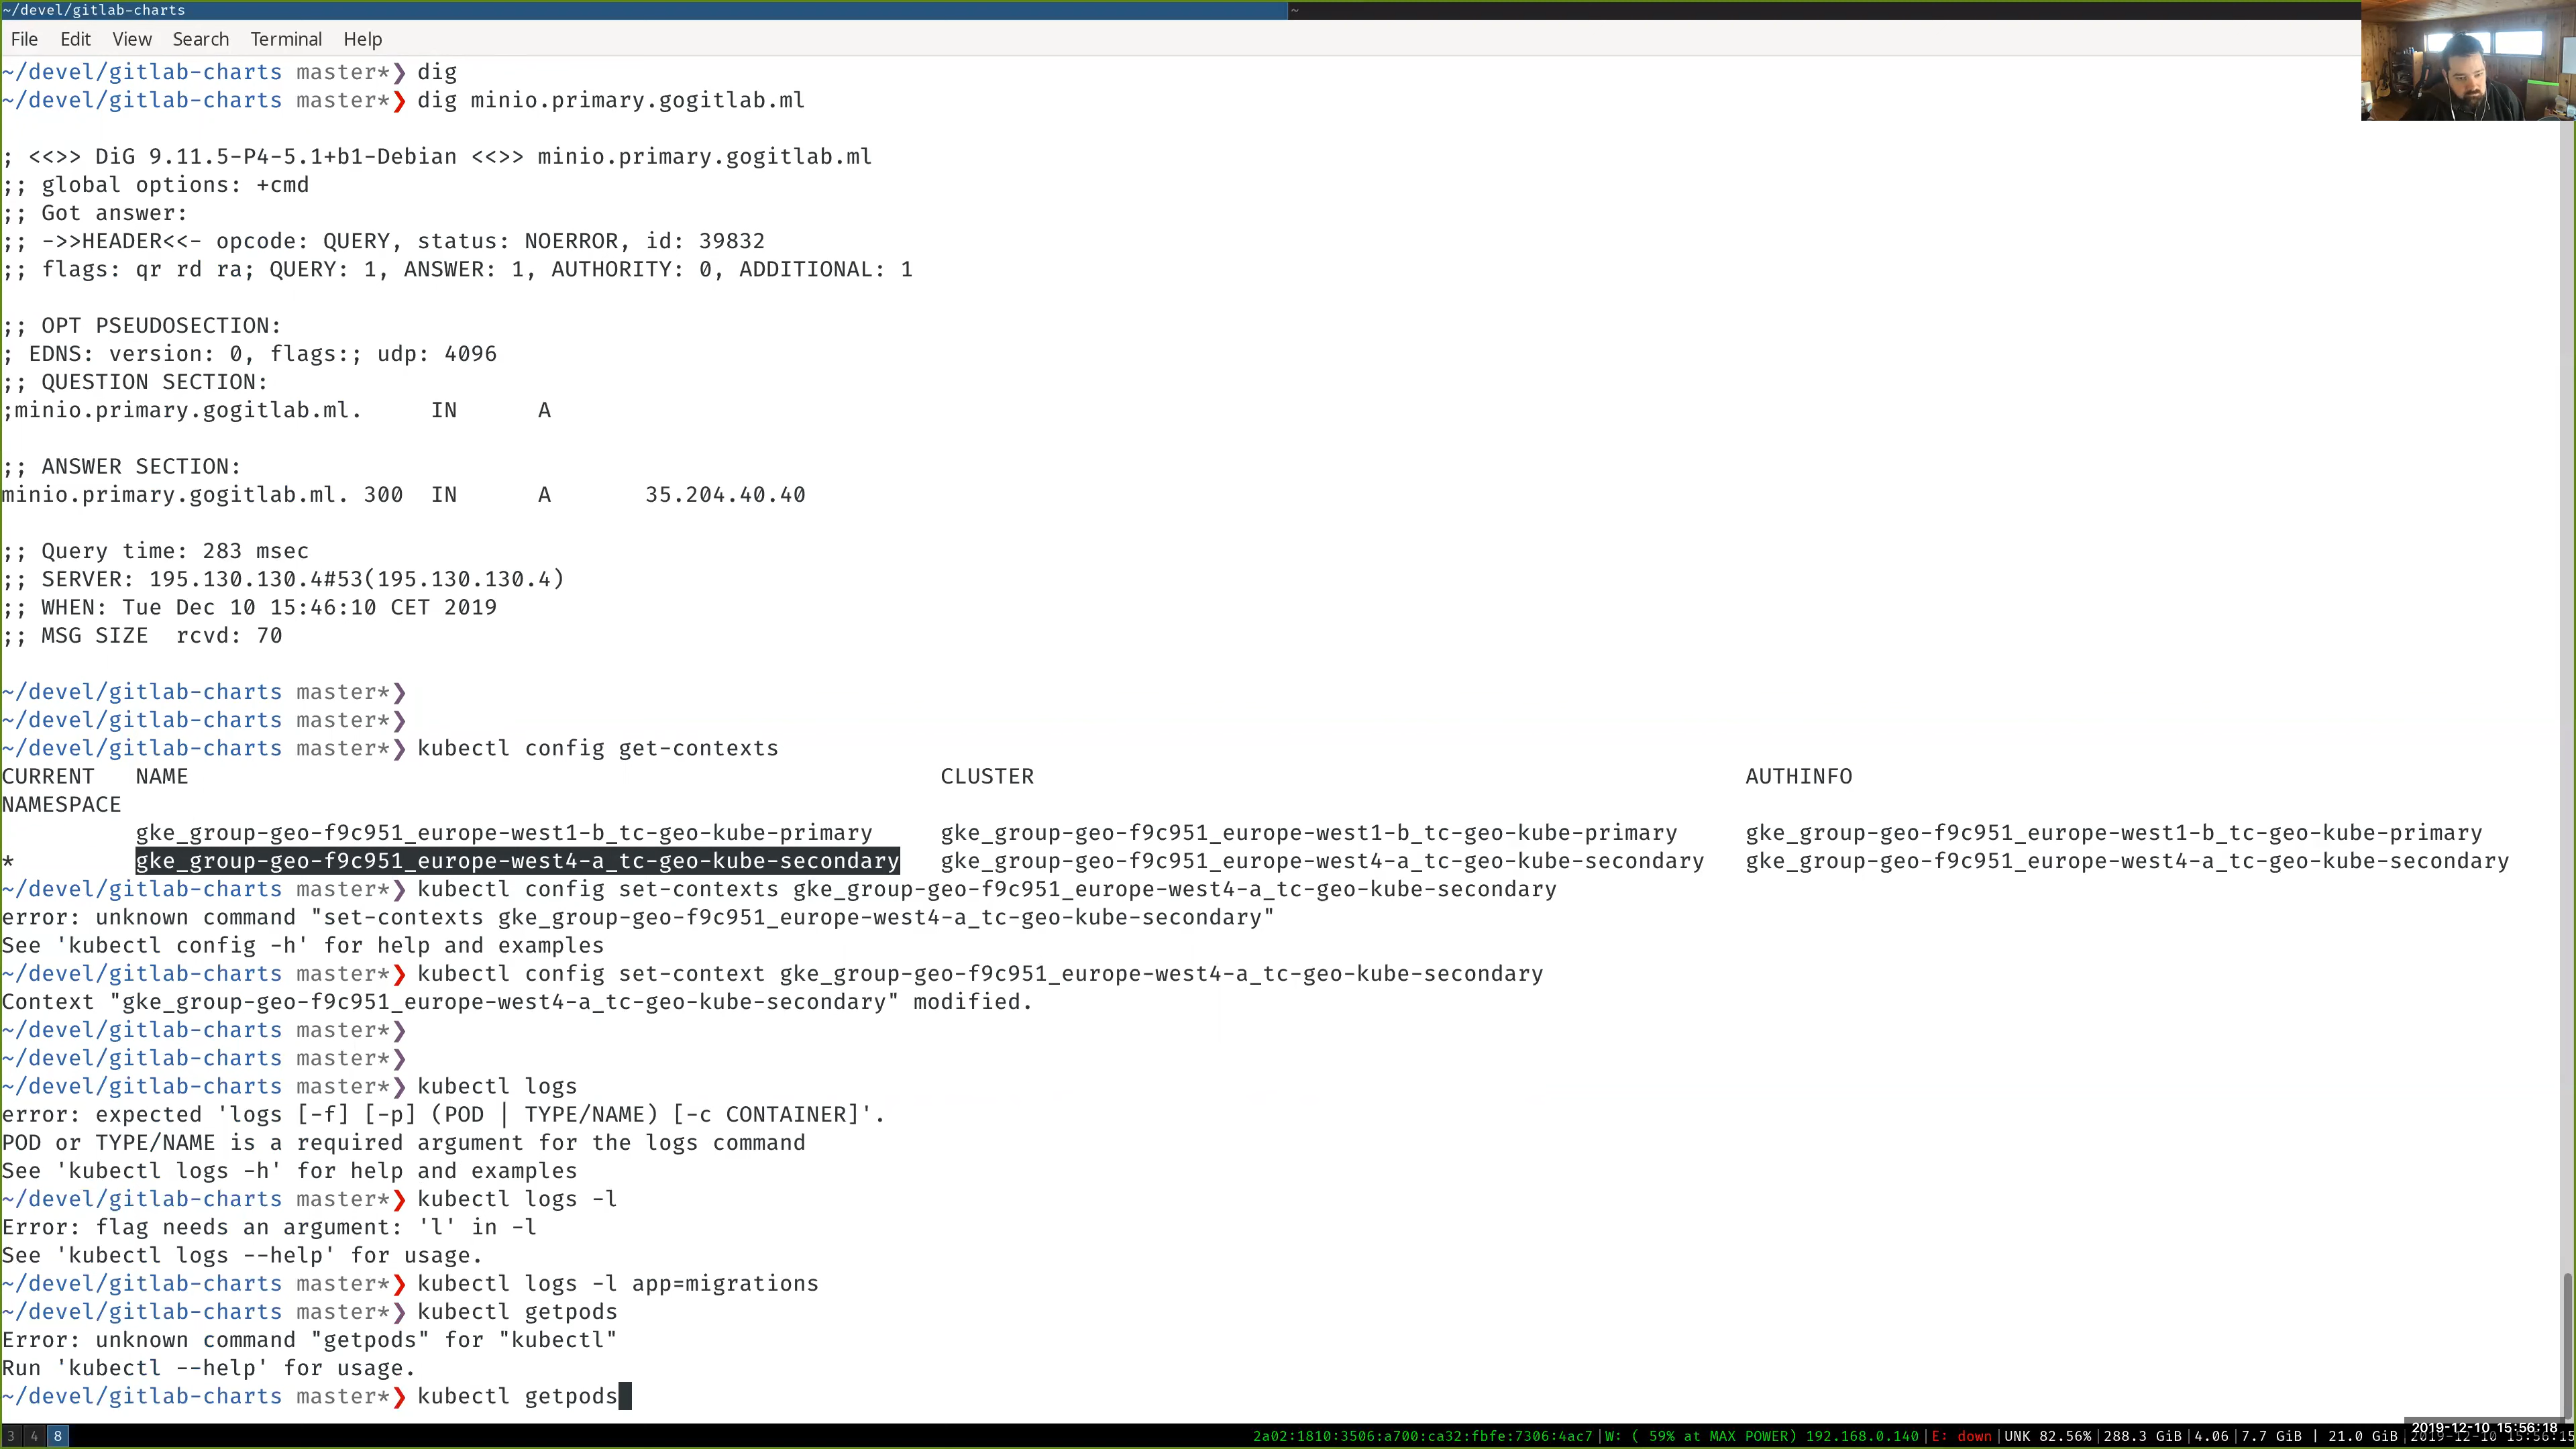 ~/devel/gitlab-charts
~
File Edit View Search Terminal Help
~/devel/gitlab-charts master*❯ dig
~/devel/gitlab-charts master*❯ dig minio.primary.gogitlab.ml
; <<>> DiG 9.11.5-P4-5.1+b1-Debian <<>> minio.primary.gogitlab.ml
;; global options: +cmd
;; Got answer:
;; ->>HEADER<<- opcode: QUERY, status: NOERROR, id: 39832
;; flags: qr rd ra; QUERY: 1, ANSWER: 1, AUTHORITY: 0, ADDITIONAL: 1
;; OPT PSEUDOSECTION:
; EDNS: version: 0, flags:; udp: 4096
;; QUESTION SECTION:
;minio.primary.gogitlab.ml. IN A
;; ANSWER SECTION:
minio.primary.gogitlab.ml. 300 IN A 35.204.40.40
;; Query time: 283 msec
;; SERVER: 195.130.130.4#53(195.130.130.4)
;; WHEN: Tue Dec 10 15:46:10 CET 2019
;; MSG SIZE rcvd: 70
~/devel/gitlab-charts master*❯
~/devel/gitlab-charts master*❯
~/devel/gitlab-charts master*❯ kubectl config get-contexts
CURRENT NAME CLUSTER AUTHINFO
NAMESPACE
gke_group-geo-f9c951_europe-west1-b_tc-geo-kube-primary gke_group-geo-f9c951_europe-west1-b_tc-geo-kube-primary gke_group-geo-f9c951_europe-west1-b_tc-geo-kube-primary
* gke_group-geo-f9c951_europe-west4-a_tc-geo-kube-secondary gke_group-geo-f9c951_europe-west4-a_tc-geo-kube-secondary gke_group-geo-f9c951_europe-west4-a_tc-geo-kube-secondary
~/devel/gitlab-charts master*❯ kubectl config set-contexts gke_group-geo-f9c951_europe-west4-a_tc-geo-kube-secondary
error: unknown command "set-contexts gke_group-geo-f9c951_europe-west4-a_tc-geo-kube-secondary"
See 'kubectl config -h' for help and examples
~/devel/gitlab-charts master*❯ kubectl config set-context gke_group-geo-f9c951_europe-west4-a_tc-geo-kube-secondary
Context "gke_group-geo-f9c951_europe-west4-a_tc-geo-kube-secondary" modified.
~/devel/gitlab-charts master*❯
~/devel/gitlab-charts master*❯
~/devel/gitlab-charts master*❯ kubectl logs
error: expected 'logs [-f] [-p] (POD | TYPE/NAME) [-c CONTAINER]'.
POD or TYPE/NAME is a required argument for the logs command
See 'kubectl logs -h' for help and examples
~/devel/gitlab-charts master*❯ kubectl logs -l
Error: flag needs an argument: 'l' in -l
See 'kubectl logs --help' for usage.
~/devel/gitlab-charts master*❯ kubectl logs -l app=migrations
~/devel/gitlab-charts master*❯ kubectl getpods
Error: unknown command "getpods" for "kubectl"
Run 'kubectl --help' for usage.
~/devel/gitlab-charts master*❯ kubectl getpods
3 4 8 2a02:1810:3506:a700:ca32:fbfe:7306:4ac7|W: ( 59% at MAX POWER) 192.168.0.140|E: down|UNK 82.56%|288.3 GiB|4.06|7.7 GiB | 21.0 GiB
2019-12-10 15:56:18